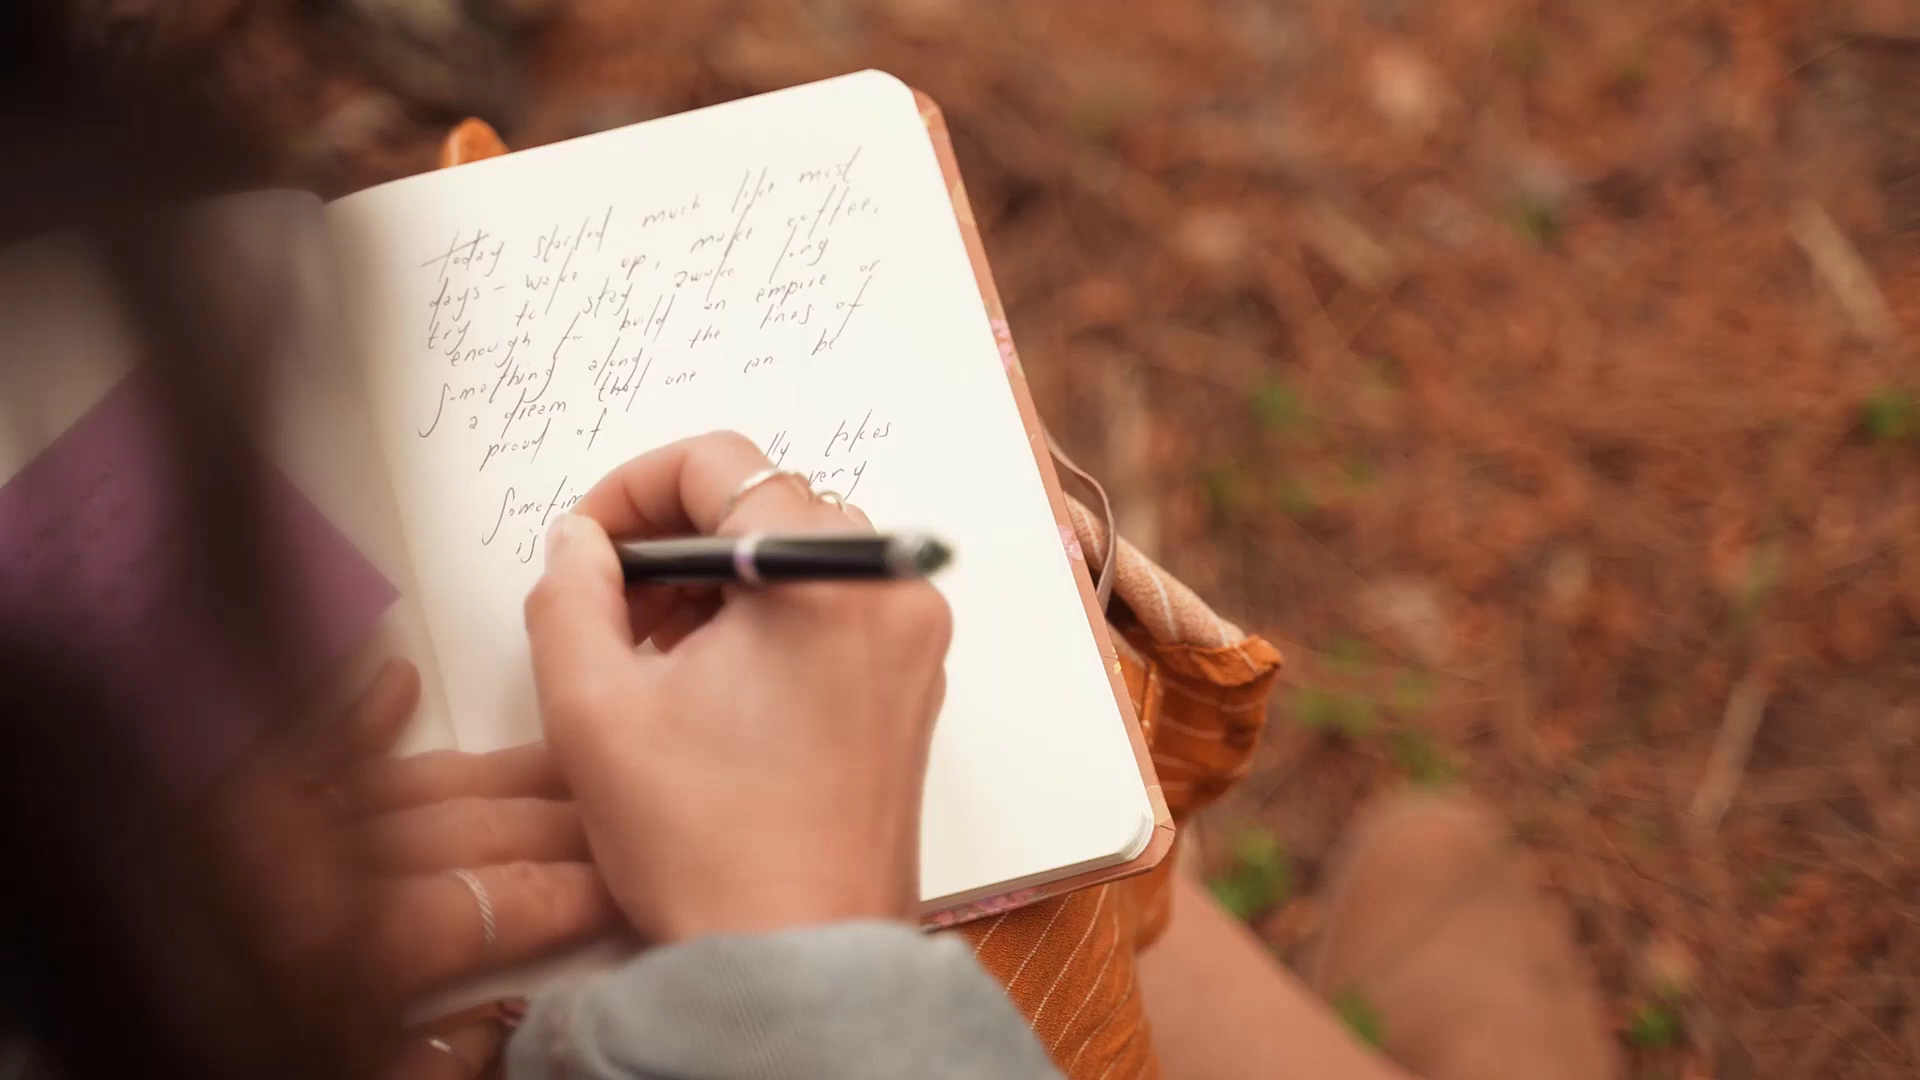 today started much like most
days - wake up, make coffee,
try to stay awake long
enough to build an empire or
something along the lines of
a dream that one can be
proud of
lly takes
very
is